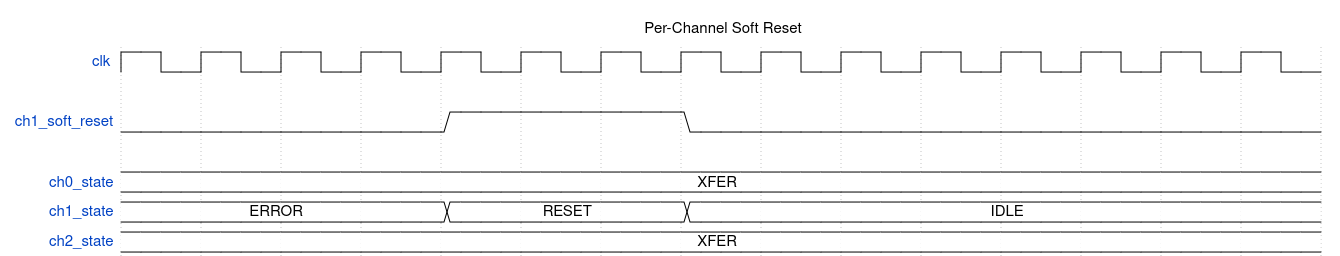 Per-Channel Soft Reset
clk
ch1_soft_reset
ch0_state XFER
ch1_state ERROR RESET IDLE
ch2_state XFER